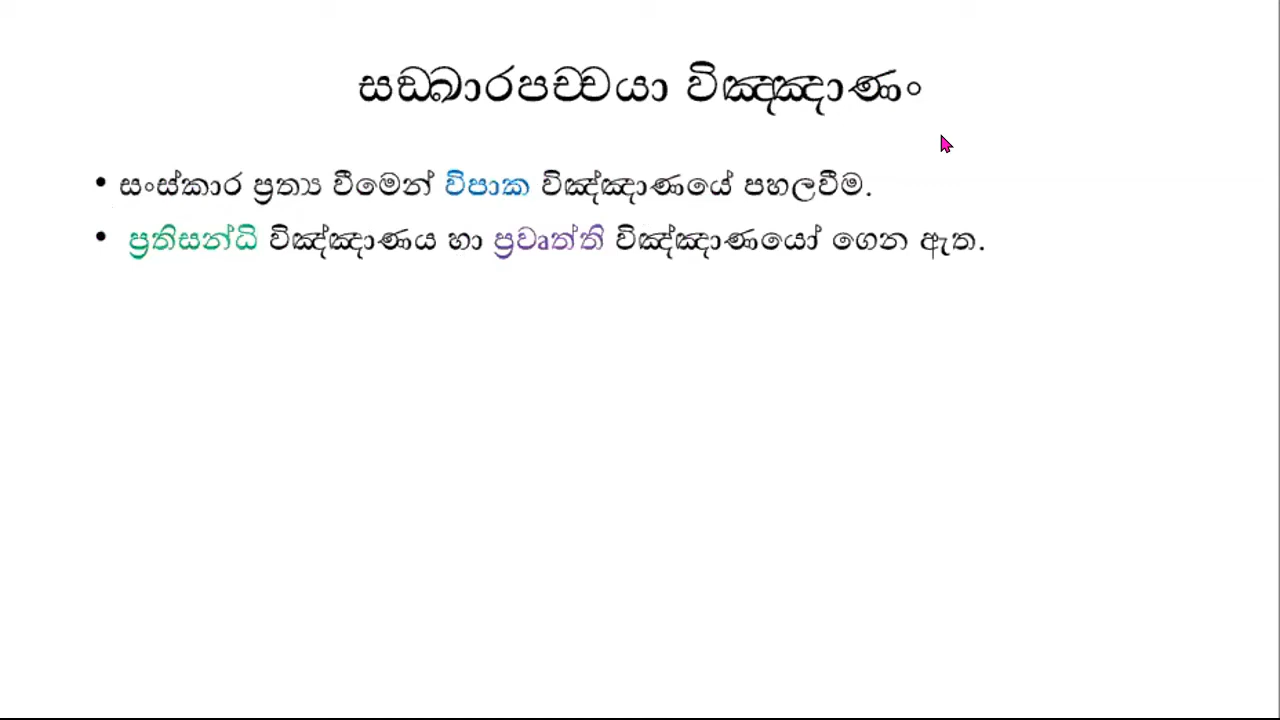 සඞ්ඛාරපච්චයා විඤ්ඤාණං
• සංස්කාර ප්‍රත්‍ය වීමෙන් විපාක විඤ්ඤාණයේ පහලවීම.
• ප්‍රතිසන්ධි විඤ්ඤාණය හා ප්‍රවෘත්ති විඤ්ඤාණයෝ ගෙන ඇත.